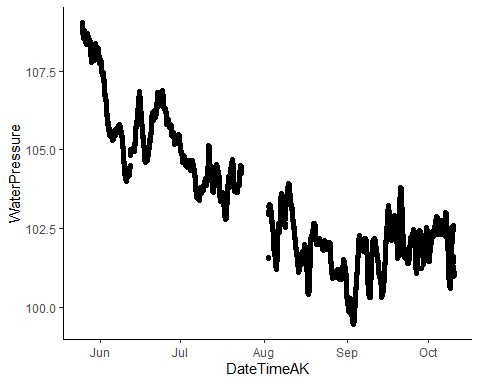 WaterPressure
107.5
105.0
102.5
100.0
Jun Jul Aug Sep Oct
DateTimeAK